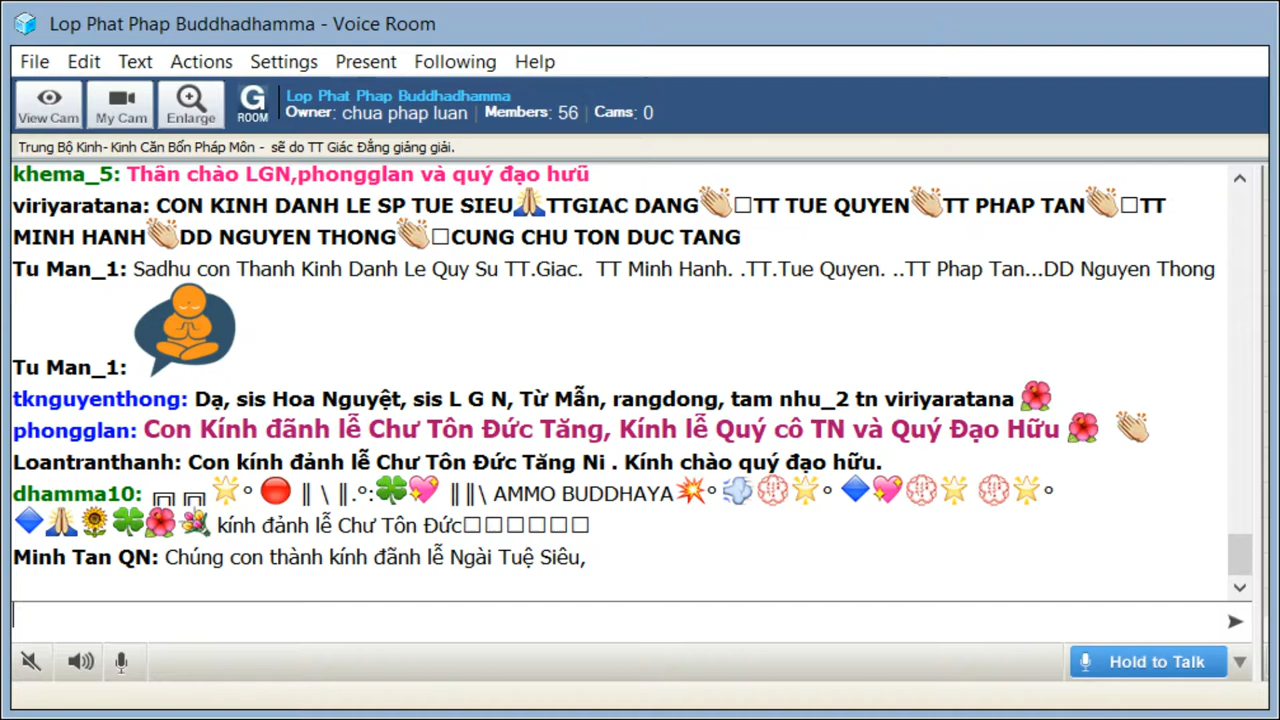 Lop Phat Phap Buddhadhamma - Voice Room
File Edit Text Actions Settings Present Following Help
View Cam My Cam Enlarge G ROOM Lop Phat Phap Buddhadhamma
Owner: chua phap luan | Members: 56 | Cams: 0
Trung Bộ Kinh- Kinh Căn Bổn Pháp Môn - sẽ do TT Giác Đẳng giảng giải.
khema_5: Thân chào LGN,phongglan và quý đạo hưũ
viriyaratana: CON KINH DANH LE SP TUE SIEU🙏TTGIAC DANG👏□TT TUE QUYEN👏TT PHAP TAN👏□TT
MINH HANH👏DD NGUYEN THONG👏□CUNG CHU TON DUC TANG
Tu Man_1: Sadhu con Thanh Kinh Danh Le Quy Su TT.Giac. TT Minh Hanh. .TT.Tue Quyen. ..TT Phap Tan...DD Nguyen Thong
Tu Man_1:
tknguyenthong: Dạ, sis Hoa Nguyệt, sis L G N, Từ Mẫn, rangdong, tam nhu_2 tn viriyaratana 🌺
phongglan: Con Kính đãnh lễ Chư Tôn Đức Tăng, Kính lễ Quý cô TN và Quý Đạo Hữu 🌺 👏
Loantranthanh: Con kính đảnh lễ Chư Tôn Đức Tăng Ni . Kính chào quý đạo hữu.
dhamma10: ╔╗╔╗🌟° 🔴 ║ \ ║.°:🍀💖 ║║\ AMMO BUDDHAYA💥°💨💮🌟° 🔷💖💮🌟 💮🌟°
🔷🙏🌻🍀🌺💐 kính đảnh lễ Chư Tôn Đức□□□□□□
Minh Tan QN: Chúng con thành kính đãnh lễ Ngài Tuệ Siêu,
Hold to Talk